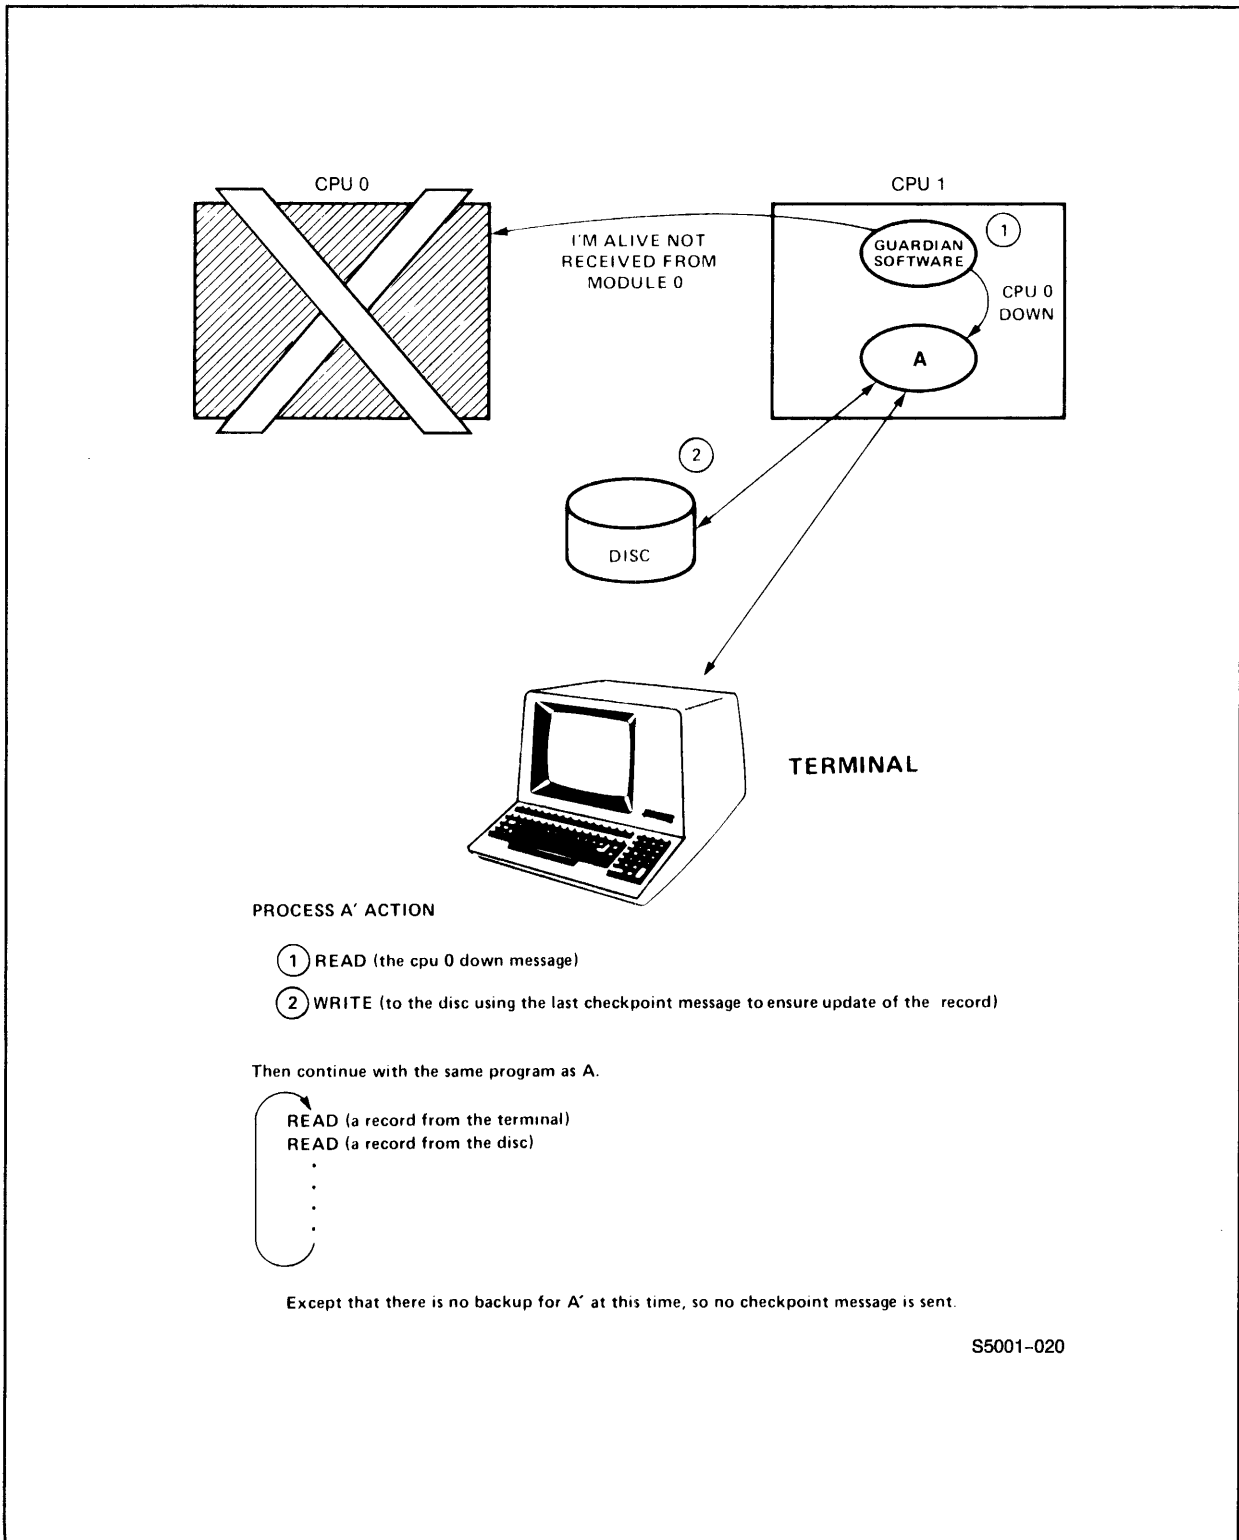 CPU 0
CPU 1
I'M ALIVE NOT
RECEIVED FROM
MODULE 0
GUARDIAN
SOFTWARE
1
CPU 0
DOWN
A
2
DISC
TERMINAL
PROCESS A′ ACTION
1 READ (the cpu 0 down message)
2 WRITE (to the disc using the last checkpoint message to ensure update of the record)
Then continue with the same program as A.
READ (a record from the terminal)
READ (a record from the disc)
.
.
.
.
Except that there is no backup for A′ at this time, so no checkpoint message is sent.
S5001-020